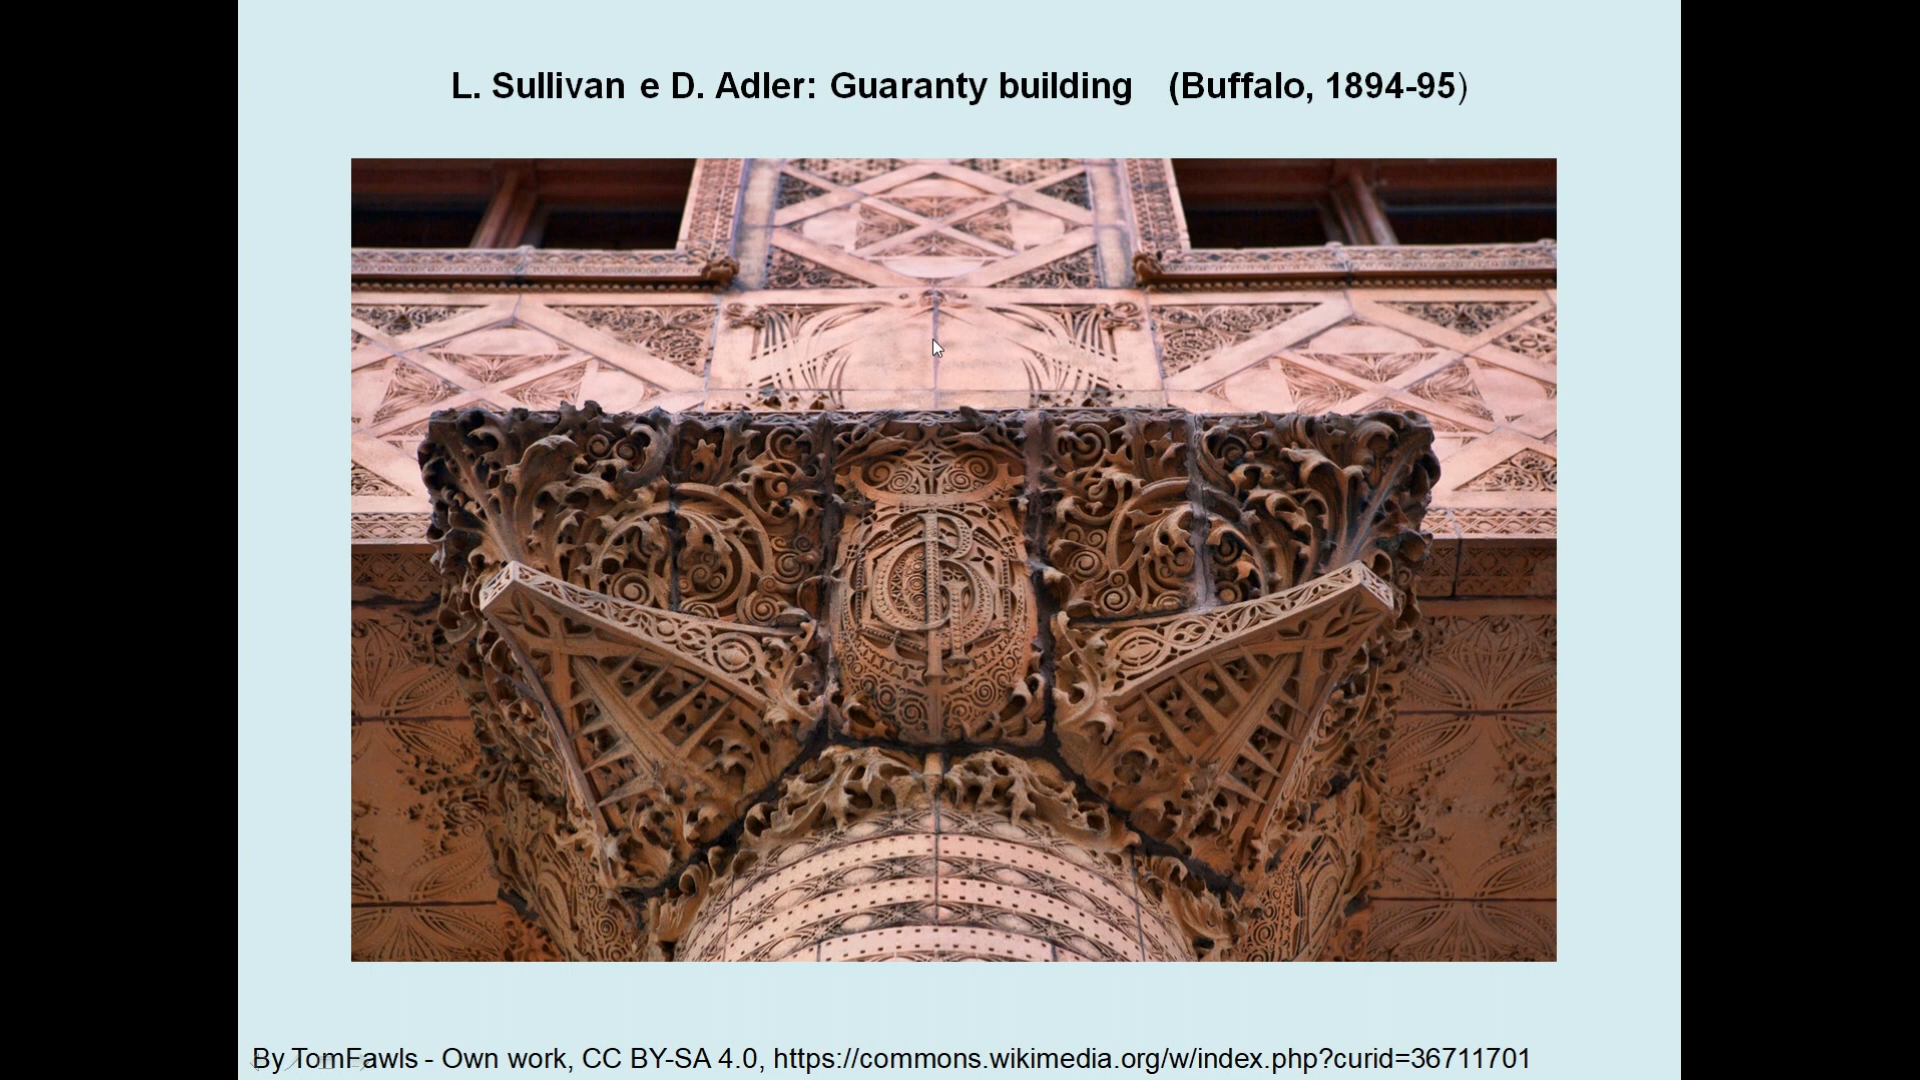 L. Sullivan e D. Adler: Guaranty building (Buffalo, 1894-95)
GB
By TomFawls - Own work, CC BY-SA 4.0, https://commons.wikimedia.org/w/index.php?curid=36711701